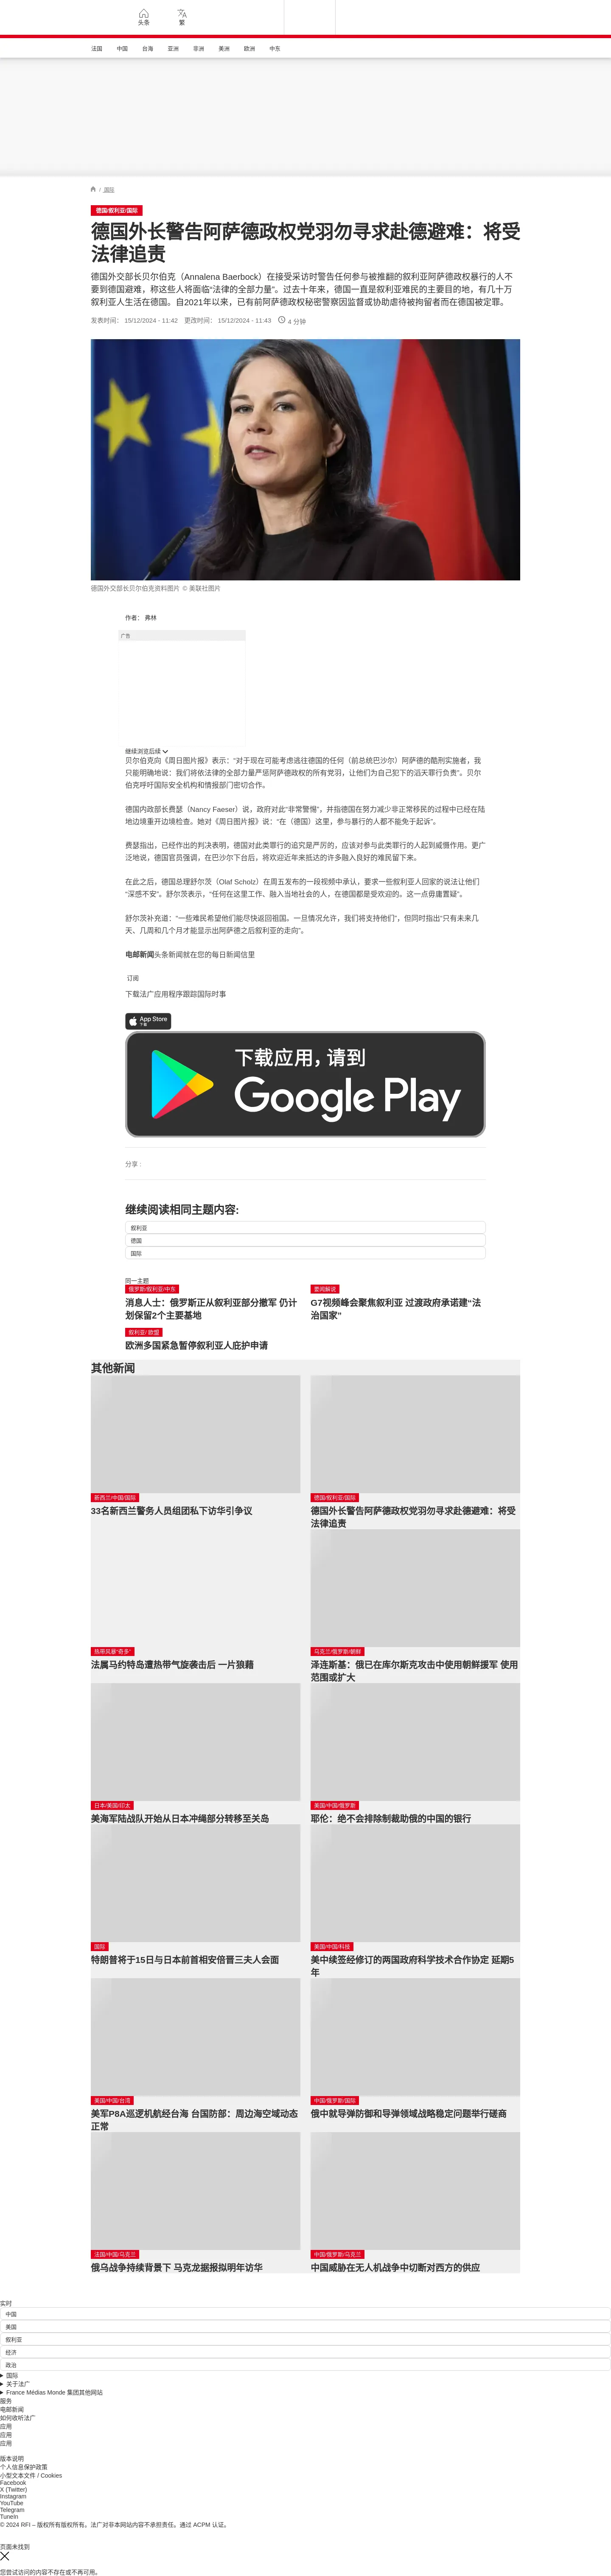 头条
繁
法国 中国 台海 亚洲 非洲 美洲 欧洲 中东
/ 国际
德国/叙利亚/国际
德国外长警告阿萨德政权党羽勿寻求赴德避难：将受
法律追责
德国外交部长贝尔伯克（Annalena Baerbock）在接受采访时警告任何参与被推翻的叙利亚阿萨德政权暴行的人不
要到德国避难，称这些人将面临“法律的全部力量”。过去十年来，德国一直是叙利亚难民的主要目的地，有几十万
叙利亚人生活在德国。自2021年以来，已有前阿萨德政权秘密警察因监督或协助虐待被拘留者而在德国被定罪。
发表时间： 15/12/2024 - 11:42 更改时间： 15/12/2024 - 11:43 4 分钟
德国外交部长贝尔伯克资料图片 © 美联社图片
作者： 弗林
广告
继续浏览后续
贝尔伯克向《周日图片报》表示：“对于现在可能考虑逃往德国的任何（前总统巴沙尔）阿萨德的酷刑实施者，我
只能明确地说：我们将依法律的全部力量严惩阿萨德政权的所有党羽，让他们为自己犯下的滔天罪行负责”。贝尔
伯克呼吁国际安全机构和情报部门密切合作。
德国内政部长费瑟（Nancy Faeser）说，政府对此“非常警惕”，并指德国在努力减少非正常移民的过程中已经在陆
地边境重开边境检查。她对《周日图片报》说：“在（德国）这里，参与暴行的人都不能免于起诉”。
费瑟指出，已经作出的判决表明，德国对此类罪行的追究是严厉的，应该对参与此类罪行的人起到威慑作用。更广
泛地说，德国官员强调，在巴沙尔下台后，将欢迎近年来抵达的许多融入良好的难民留下来。
在此之后，德国总理舒尔茨（Olaf Scholz）在周五发布的一段视频中承认，要求一些叙利亚人回家的说法让他们
“深感不安”。舒尔茨表示，“任何在这里工作、融入当地社会的人，在德国都是受欢迎的。这一点毋庸置疑”。
舒尔茨补充道：“一些难民希望他们能尽快返回祖国。一旦情况允许，我们将支持他们”，但同时指出“只有未来几
天、几周和几个月才能显示出阿萨德之后叙利亚的走向”。
电邮新闻头条新闻就在您的每日新闻信里
订阅
下载法广应用程序跟踪国际时事
App Store
下载
下载应用，请到
Google Play
分享 :
继续阅读相同主题内容:
叙利亚
德国
国际
同一主题
俄罗斯/叙利亚/中东
消息人士：俄罗斯正从叙利亚部分撤军 仍计
划保留2个主要基地
要闻解说
G7视频峰会聚焦叙利亚 过渡政府承诺建“法
治国家”
叙利亚/ 欧盟
欧洲多国紧急暂停叙利亚人庇护申请
其他新闻
新西兰/中国/国际
33名新西兰警务人员组团私下访华引争议
德国/叙利亚/国际
德国外长警告阿萨德政权党羽勿寻求赴德避难：将受
法律追责
热带风暴“奇多”
法属马约特岛遭热带气旋袭击后 一片狼藉
乌克兰/俄罗斯/朝鲜
泽连斯基：俄已在库尔斯克攻击中使用朝鲜援军 使用
范围或扩大
日本/美国/印太
美海军陆战队开始从日本冲绳部分转移至关岛
美国/中国/俄罗斯
耶伦：绝不会排除制裁助俄的中国的银行
国际
特朗普将于15日与日本前首相安倍晋三夫人会面
美国/中国/科技
美中续签经修订的两国政府科学技术合作协定 延期5
年
美国/中国/台湾
美军P8A巡逻机航经台海 台国防部：周边海空域动态
正常
中国/俄罗斯/国际
俄中就导弹防御和导弹领域战略稳定问题举行磋商
法国/中国/乌克兰
俄乌战争持续背景下 马克龙据报拟明年访华
中国/俄罗斯/乌克兰
中国威胁在无人机战争中切断对西方的供应
实时
中国
美国
叙利亚
经济
政治
国际
关于法广
France Médias Monde 集团其他网站
服务
电邮新闻
如何收听法广
应用
应用
应用
版本说明
个人信息保护政策
小型文本文件 / Cookies
Facebook
X (Twitter)
Instagram
YouTube
Telegram
TuneIn
© 2024 RFI – 版权所有版权所有。法广对非本网站内容不承担责任。通过 ACPM 认证。
页面未找到
您尝试访问的内容不存在或不再可用。